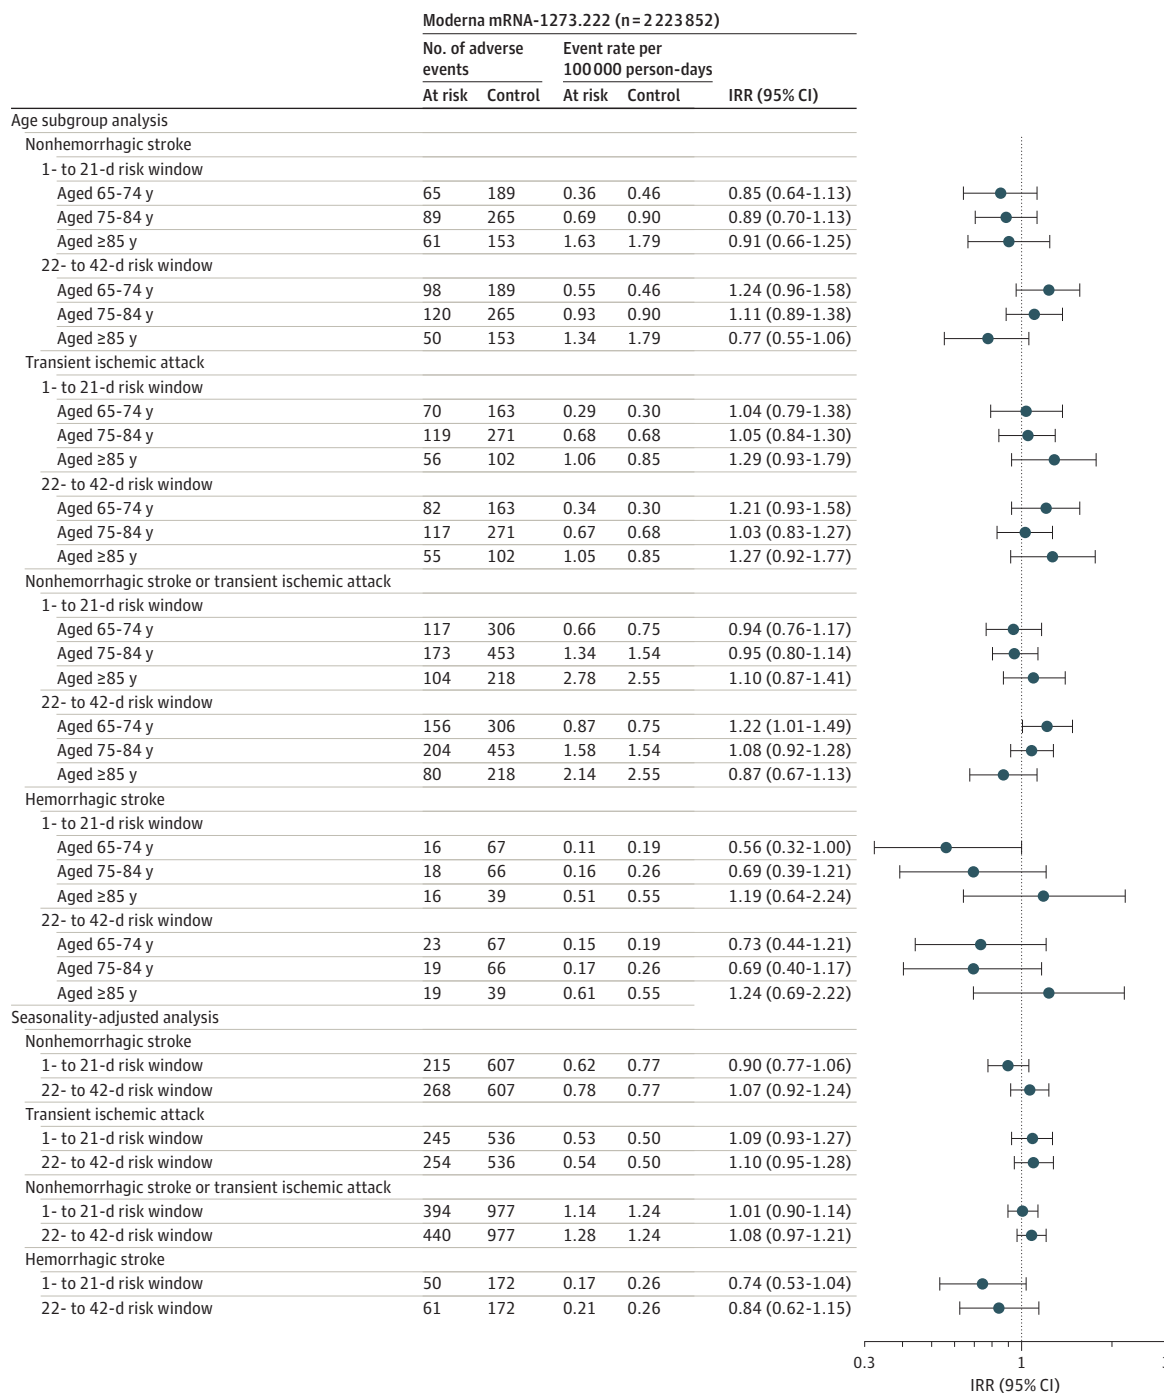 Moderna mRNA-1273.222 (n = 2 223 852)
No. of adverse events Event rate per 100 000 person-days
At risk Control At risk Control IRR (95% CI)
Age subgroup analysis
Nonhemorrhagic stroke
1- to 21-d risk window
Aged 65-74 y 65 189 0.36 0.46 0.85 (0.64-1.13)
Aged 75-84 y 89 265 0.69 0.90 0.89 (0.70-1.13)
Aged ≥85 y 61 153 1.63 1.79 0.91 (0.66-1.25)
22- to 42-d risk window
Aged 65-74 y 98 189 0.55 0.46 1.24 (0.96-1.58)
Aged 75-84 y 120 265 0.93 0.90 1.11 (0.89-1.38)
Aged ≥85 y 50 153 1.34 1.79 0.77 (0.55-1.06)
Transient ischemic attack
1- to 21-d risk window
Aged 65-74 y 70 163 0.29 0.30 1.04 (0.79-1.38)
Aged 75-84 y 119 271 0.68 0.68 1.05 (0.84-1.30)
Aged ≥85 y 56 102 1.06 0.85 1.29 (0.93-1.79)
22- to 42-d risk window
Aged 65-74 y 82 163 0.34 0.30 1.21 (0.93-1.58)
Aged 75-84 y 117 271 0.67 0.68 1.03 (0.83-1.27)
Aged ≥85 y 55 102 1.05 0.85 1.27 (0.92-1.77)
Nonhemorrhagic stroke or transient ischemic attack
1- to 21-d risk window
Aged 65-74 y 117 306 0.66 0.75 0.94 (0.76-1.17)
Aged 75-84 y 173 453 1.34 1.54 0.95 (0.80-1.14)
Aged ≥85 y 104 218 2.78 2.55 1.10 (0.87-1.41)
22- to 42-d risk window
Aged 65-74 y 156 306 0.87 0.75 1.22 (1.01-1.49)
Aged 75-84 y 204 453 1.58 1.54 1.08 (0.92-1.28)
Aged ≥85 y 80 218 2.14 2.55 0.87 (0.67-1.13)
Hemorrhagic stroke
1- to 21-d risk window
Aged 65-74 y 16 67 0.11 0.19 0.56 (0.32-1.00)
Aged 75-84 y 18 66 0.16 0.26 0.69 (0.39-1.21)
Aged ≥85 y 16 39 0.51 0.55 1.19 (0.64-2.24)
22- to 42-d risk window
Aged 65-74 y 23 67 0.15 0.19 0.73 (0.44-1.21)
Aged 75-84 y 19 66 0.17 0.26 0.69 (0.40-1.17)
Aged ≥85 y 19 39 0.61 0.55 1.24 (0.69-2.22)
Seasonality-adjusted analysis
Nonhemorrhagic stroke
1- to 21-d risk window 215 607 0.62 0.77 0.90 (0.77-1.06)
22- to 42-d risk window 268 607 0.78 0.77 1.07 (0.92-1.24)
Transient ischemic attack
1- to 21-d risk window 245 536 0.53 0.50 1.09 (0.93-1.27)
22- to 42-d risk window 254 536 0.54 0.50 1.10 (0.95-1.28)
Nonhemorrhagic stroke or transient ischemic attack
1- to 21-d risk window 394 977 1.14 1.24 1.01 (0.90-1.14)
22- to 42-d risk window 440 977 1.28 1.24 1.08 (0.97-1.21)
Hemorrhagic stroke
1- to 21-d risk window 50 172 0.17 0.26 0.74 (0.53-1.04)
22- to 42-d risk window 61 172 0.21 0.26 0.84 (0.62-1.15)
0.3 1
IRR (95% CI)